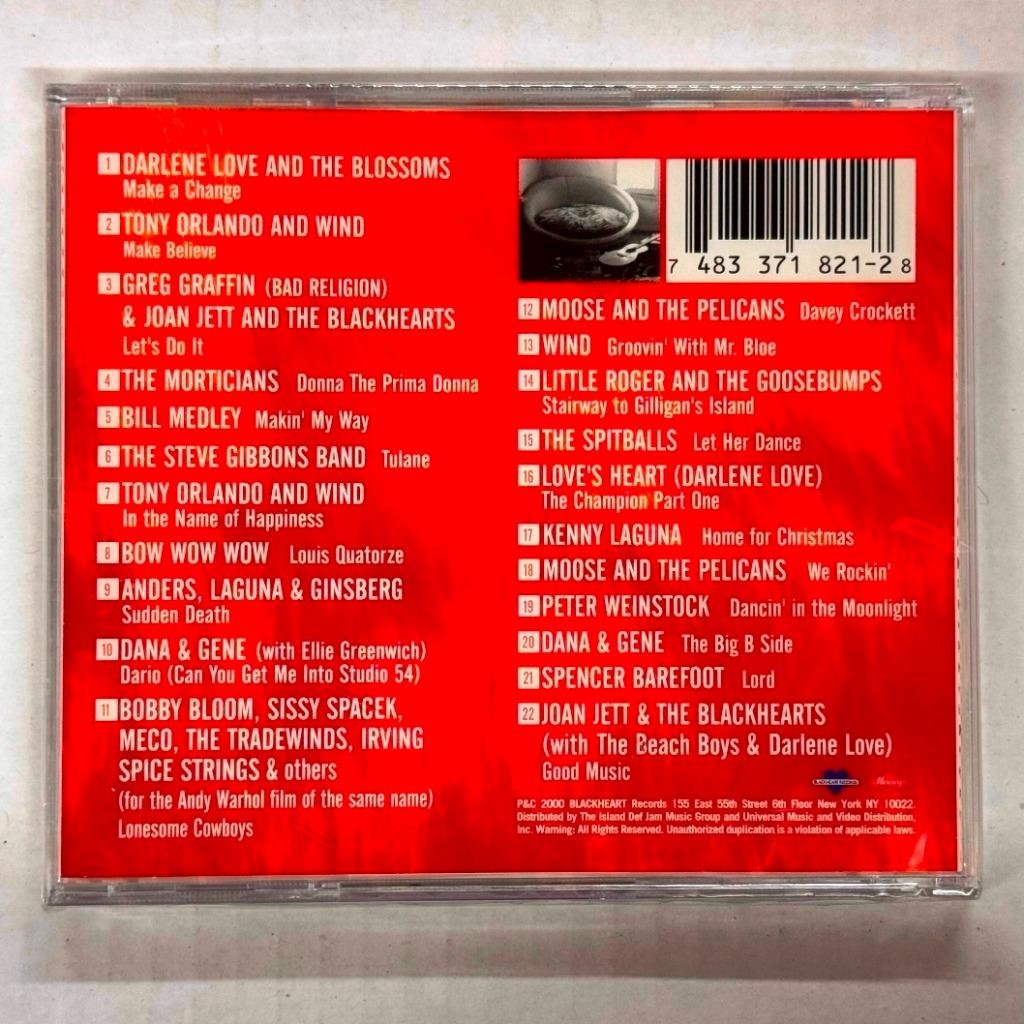 1 DARLENE LOVE AND THE BLOSSOMS
Make a Change
2 TONY ORLANDO AND WIND
Make Believe
3 GREG GRAFFIN (BAD RELIGION)
& JOAN JETT AND THE BLACKHEARTS
Let's Do It
4 THE MORTICIANS Donna The Prima Donna
5 BILL MEDLEY Makin' My Way
6 THE STEVE GIBBONS BAND Tulane
7 TONY ORLANDO AND WIND
In the Name of Happiness
8 BOW WOW WOW Louis Quatorze
9 ANDERS, LAGUNA & GINSBERG
Sudden Death
10 DANA & GENE (with Ellie Greenwich)
Dario (Can You Get Me Into Studio 54)
11 BOBBY BLOOM, SISSY SPACEK,
MECO, THE TRADEWINDS, IRVING
SPICE STRINGS & others
(for the Andy Warhol film of the same name)
Lonesome Cowboys
7 483 371 821-2 8
12 MOOSE AND THE PELICANS Davey Crockett
13 WIND Groovin' With Mr. Bloe
14 LITTLE ROGER AND THE GOOSEBUMPS
Stairway to Gilligan's Island
15 THE SPITBALLS Let Her Dance
16 LOVE'S HEART (DARLENE LOVE)
The Champion Part One
17 KENNY LAGUNA Home for Christmas
18 MOOSE AND THE PELICANS We Rockin'
19 PETER WEINSTOCK Dancin' in the Moonlight
20 DANA & GENE The Big B Side
21 SPENCER BAREFOOT Lord
22 JOAN JETT & THE BLACKHEARTS
(with The Beach Boys & Darlene Love)
Good Music
Mercury
P&C 2000 BLACKHEART Records 155 East 55th Street 6th Floor New York NY 10022.
Distributed by The Island Def Jam Music Group and Universal Music and Video Distribution,
Inc. Warning: All Rights Reserved. Unauthorized duplication is a violation of applicable laws.